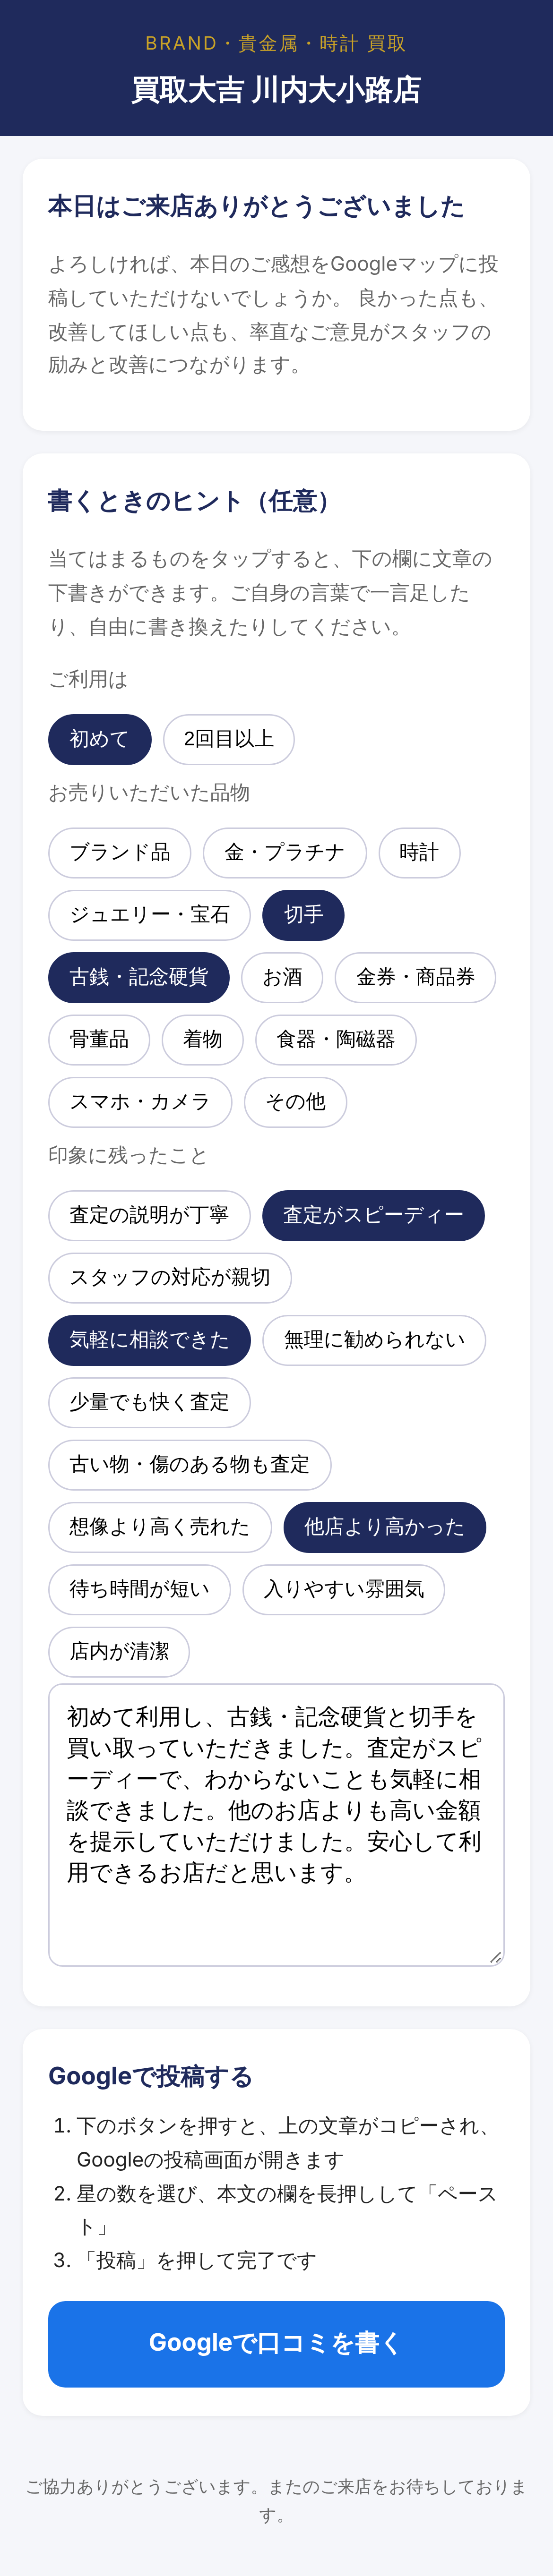 BRAND・貴金属・時計 買取
買取大吉 川内大小路店
本日はご来店ありがとうございました
よろしければ、本日のご感想をGoogleマップに投
稿していただけないでしょうか。 良かった点も、
改善してほしい点も、率直なご意見がスタッフの
励みと改善につながります。
書くときのヒント（任意）
当てはまるものをタップすると、下の欄に文章の
下書きができます。ご自身の言葉で一言足した
り、自由に書き換えたりしてください。
ご利用は
初めて 2回目以上
お売りいただいた品物
ブランド品 金・プラチナ 時計
ジュエリー・宝石 切手
古銭・記念硬貨 お酒 金券・商品券
骨董品 着物 食器・陶磁器
スマホ・カメラ その他
印象に残ったこと
査定の説明が丁寧 査定がスピーディー
スタッフの対応が親切
気軽に相談できた 無理に勧められない
少量でも快く査定
古い物・傷のある物も査定
想像より高く売れた 他店より高かった
待ち時間が短い 入りやすい雰囲気
店内が清潔
初めて利用し、古銭・記念硬貨と切手を
買い取っていただきました。査定がスピ
ーディーで、わからないことも気軽に相
談できました。他のお店よりも高い金額
を提示していただけました。安心して利
用できるお店だと思います。
Googleで投稿する
1. 下のボタンを押すと、上の文章がコピーされ、
Googleの投稿画面が開きます
2. 星の数を選び、本文の欄を長押しして「ペース
ト」
3. 「投稿」を押して完了です
Googleで口コミを書く
ご協力ありがとうございます。またのご来店をお待ちしておりま
す。